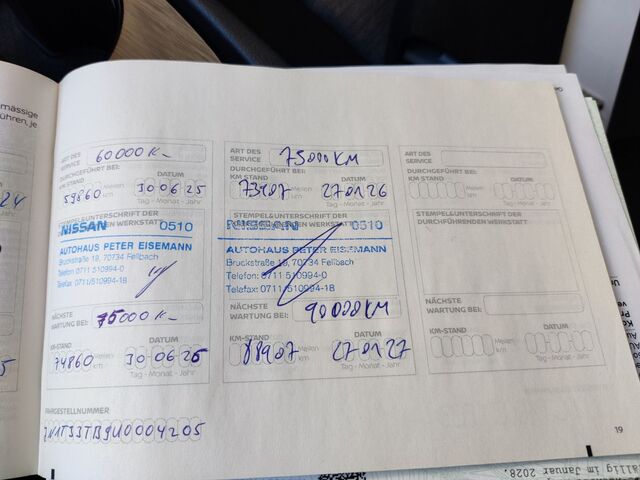 mässige
ühren, je
ART DES SERVICE 60000 K
DURCHGEFÜHRT BEI:
KM STAND DATUM
59860 Meilen km 30 06 25
Tag - Monat - Jahr
STEMPEL&UNTERSCHRIFT DER
NISSAN 0510
AUTOHAUS PETER EISEMANN
Bruckstraße 19, 70734 Fellbach
Telefon: 0711 510994-0
Telefax: 0711/510994-18
NÄCHSTE
WARTUNG BEI: 75000 K
KM-STAND DATUM
74860 Meilen km 30 06 26
Tag - Monat - Jahr
FAHRGESTELLNUMMER
ART DES SERVICE 75000 KM
DURCHGEFÜHRT BEI:
KM STAND DATUM
73907 Meilen km 27 01 26
Tag - Monat - Jahr
STEMPEL&UNTERSCHRIFT DER
NISSAN 0510
AUTOHAUS PETER EISEMANN
Bruckstraße 19, 70734 Fellbach
Telefon: 0711 510994-0
Telefax: 0711/510994-18
NÄCHSTE
WARTUNG BEI: 90000 KM
KM-STAND DATUM
88907 Meilen km 27 01 27
Tag - Monat - Jahr
ART DES SERVICE
DURCHGEFÜHRT BEI:
KM STAND DATUM
Meilen km
Tag - Monat - Jahr
STEMPEL&UNTERSCHRIFT DER
DURCHFÜHRENDEN WERKSTATT
NÄCHSTE
WARTUNG BEI:
KM-STAND DATUM
Meilen km
Tag - Monat - Jahr
19
ällig im Januar 2028.